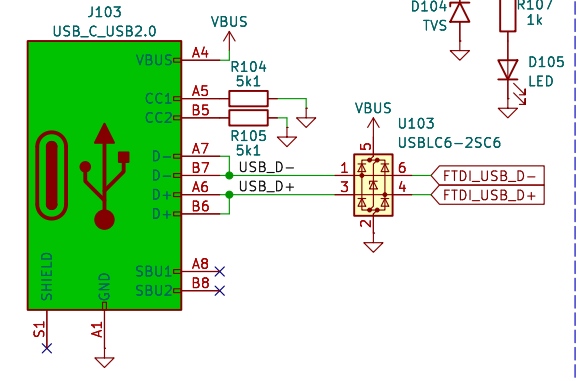 J103
USB_C_USB2.0
VBUS
VBUS
A4
CC1
A5
CC2
B5
R104
5k1
R105
5k1
D-
A7
D-
B7
USB_D-
D+
A6
USB_D+
D+
B6
SBU1
A8
SBU2
B8
SHIELD
S1
GND
A1
VBUS
U103
USBLC6-2SC6
5
1
6
3
4
2
FTDI_USB_D-
FTDI_USB_D+
D104
TVS
R107
1k
D105
LED